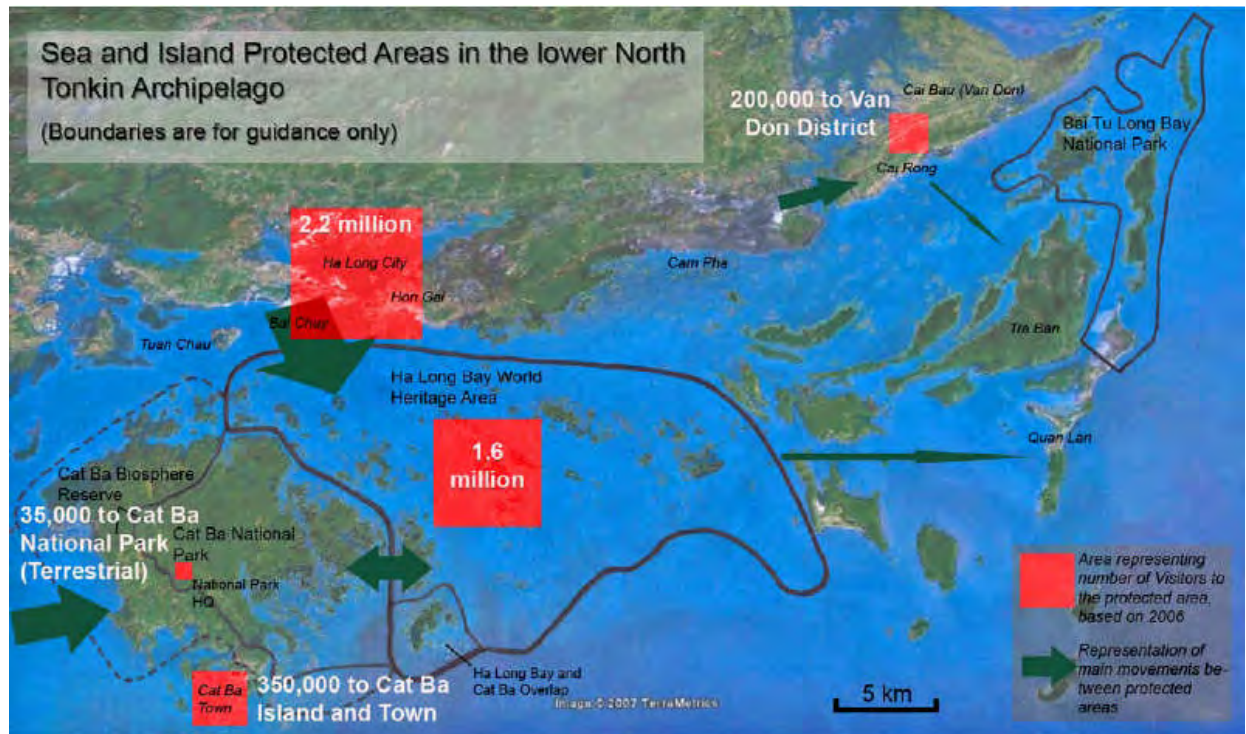 Sea and Island Protected Areas in the lower North
Tonkin Archipelago
(Boundaries are for guidance only)
200,000 to Van
Don District
Cai Bau (Van Don)
Cai Rong
Bai Tu Long Bay
National Park
2.2 million
Ha Long City
Hon Gai
Bai Chay
Tuan Chau
Cam Pha
Tra Ban
Ha Long Bay World
Heritage Area
1.6
million
Quan Lan
Cat Ba Biosphere
Reserve
35,000 to Cat Ba
National Park
(Terrestrial)
Cat Ba National
Park
National Park
HQ
Cat Ba
Town
350,000 to Cat Ba
Island and Town
Ha Long Bay and
Cat Ba Overlap
Image © 2007 TerraMetrics
5 km
Area representing
number of Visitors to
the protected area,
based on 2006
Representation of
main movements be-
tween protected
areas